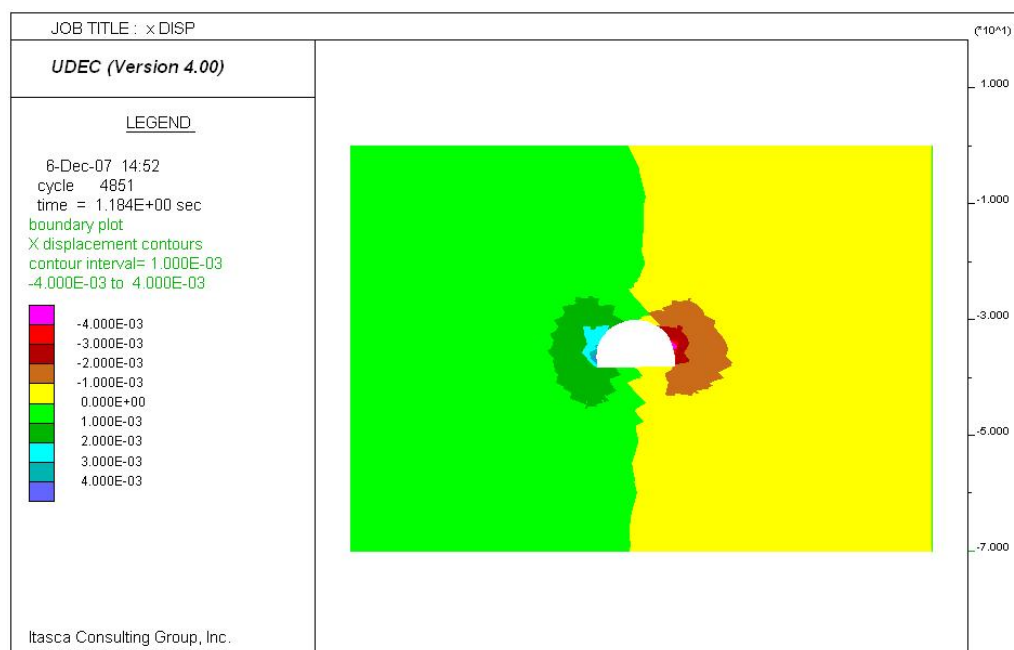 JOB TITLE : x DISP
(*10^1)
UDEC (Version 4.00)
LEGEND
6-Dec-07 14:52
cycle 4851
time = 1.184E+00 sec
boundary plot
X displacement contours
contour interval= 1.000E-03
-4.000E-03 to 4.000E-03
-4.000E-03
-3.000E-03
-2.000E-03
-1.000E-03
0.000E+00
1.000E-03
2.000E-03
3.000E-03
4.000E-03
1.000
-1.000
-3.000
-5.000
-7.000
Itasca Consulting Group, Inc.